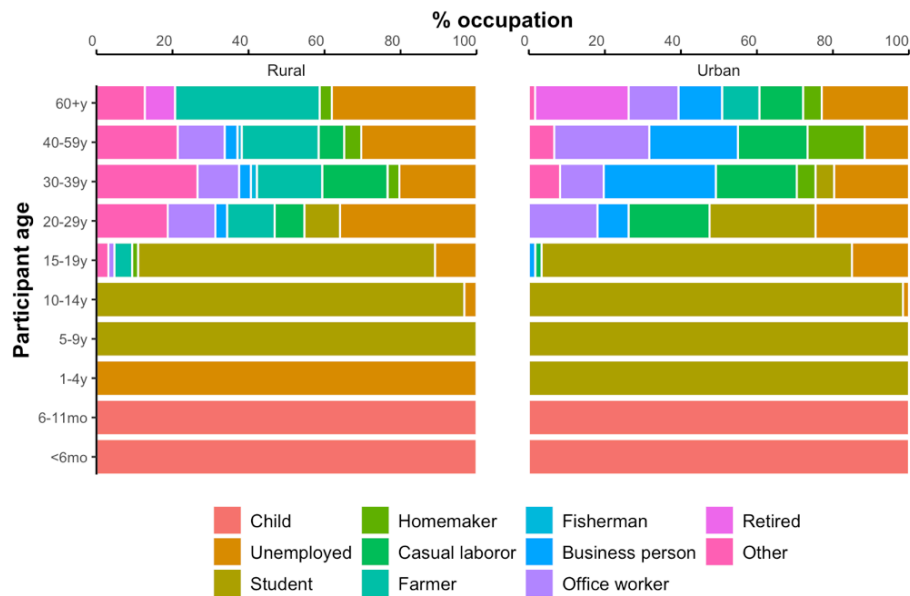 % occupation
0 20 40 60 80 100 0 20 40 60 80 100
Rural Urban
Participant age
60+y
40-59y
30-39y
20-29y
15-19y
10-14y
5-9y
1-4y
6-11mo
<6mo
Child Homemaker Fisherman Retired
Unemployed Casual laboror Business person Other
Student Farmer Office worker